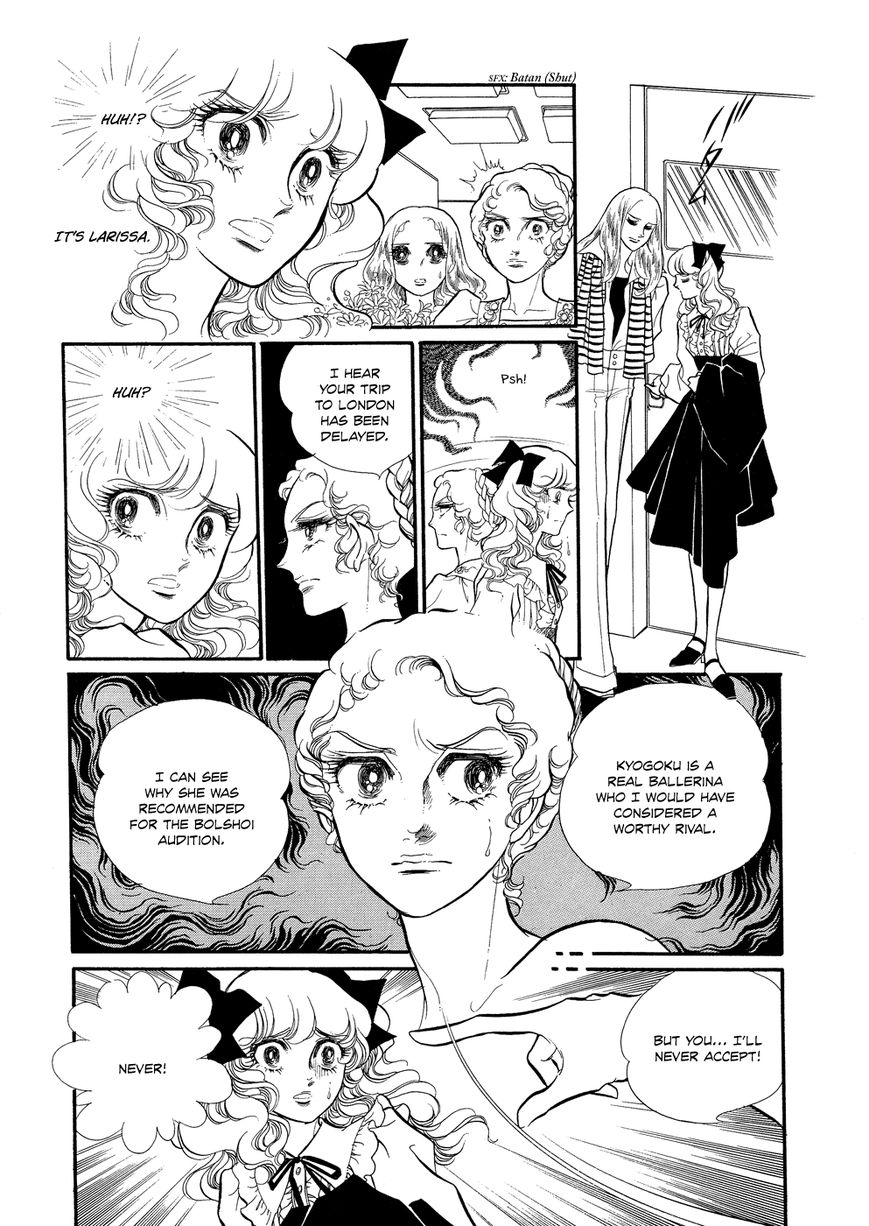 SFX: Batan (Shut)
HUH!?
IT'S LARISSA.
HUH?
I HEAR
YOUR TRIP
TO LONDON
HAS BEEN
DELAYED.
Psh!
I CAN SEE
WHY SHE WAS
RECOMMENDED
FOR THE BOLSHOI
AUDITION.
KYOGOKU IS A
REAL BALLERINA
WHO I WOULD HAVE
CONSIDERED A
WORTHY RIVAL.
NEVER!
BUT YOU... I'LL
NEVER ACCEPT!